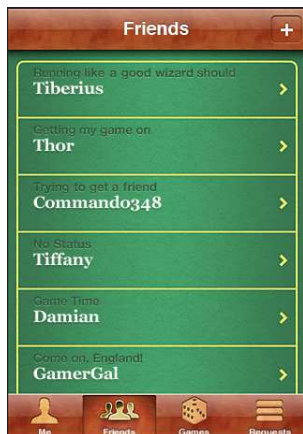 Friends
+
Running like a good wizard should
Tiberius
Getting my game on
Thor
Trying to get a friend
Commando348
No Status
Tiffany
Game Time
Damian
Come on, England!
GamerGal
Me
Friends
Games
Requests